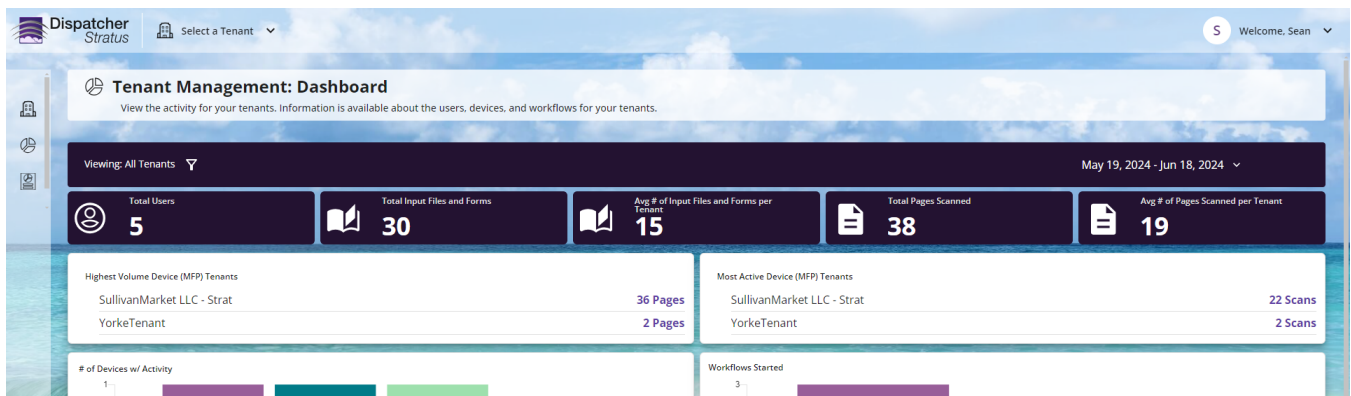 Dispatcher
Stratus
Select a Tenant
S
Welcome, Sean
Tenant Management: Dashboard
View the activity for your tenants. Information is available about the users, devices, and workflows for your tenants.
Viewing: All Tenants
May 19, 2024 - Jun 18, 2024
Total Users
5
Total Input Files and Forms
30
Avg # of Input Files and Forms per
Tenant
15
Total Pages Scanned
38
Avg # of Pages Scanned per Tenant
19
Highest Volume Device (MFP) Tenants
SullivanMarket LLC - Strat 36 Pages
YorkeTenant 2 Pages
Most Active Device (MFP) Tenants
SullivanMarket LLC - Strat 22 Scans
YorkeTenant 2 Scans
# of Devices w/ Activity
1
Workflows Started
3